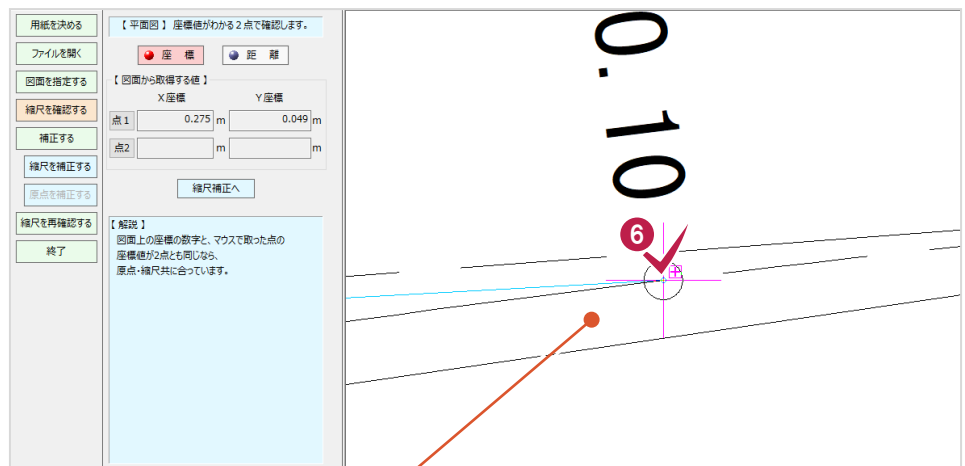 用紙を決める
ファイルを開く
図面を指定する
縮尺を確認する
補正する
縮尺を補正する
原点を補正する
縮尺を再確認する
終了
【 平面図 】 座標値がわかる２点で確認します。
座 標
距 離
【 図面から取得する値 】
X座標 Y座標
点1 0.275 m 0.049 m
点2 m m
縮尺補正へ
【 解説 】
図面上の座標の数字と、マウスで取った点の
座標値が2点とも同じなら、
原点・縮尺共に合っています。
0.10
6